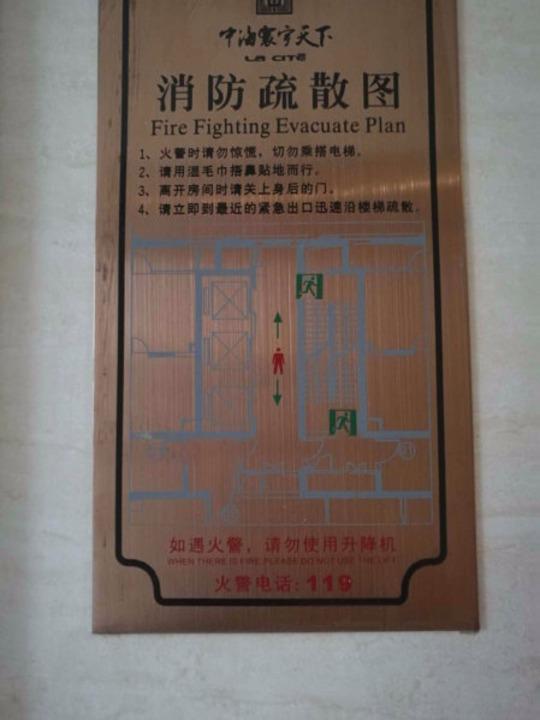 中海寰宇天下
LA CITÉ
消防疏散图
Fire Fighting Evacuate Plan
1、火警时请勿惊慌，切勿乘搭电梯。
2、请用湿毛巾捂鼻贴地而行。
3、离开房间时请关上身后的门。
4、请立即到最近的紧急出口迅速沿楼梯疏散。
01
如遇火警，请勿使用升降机
WHEN THERE IS FIRE,PLEASE DO NOT USE THE LIFT
火警电话：119